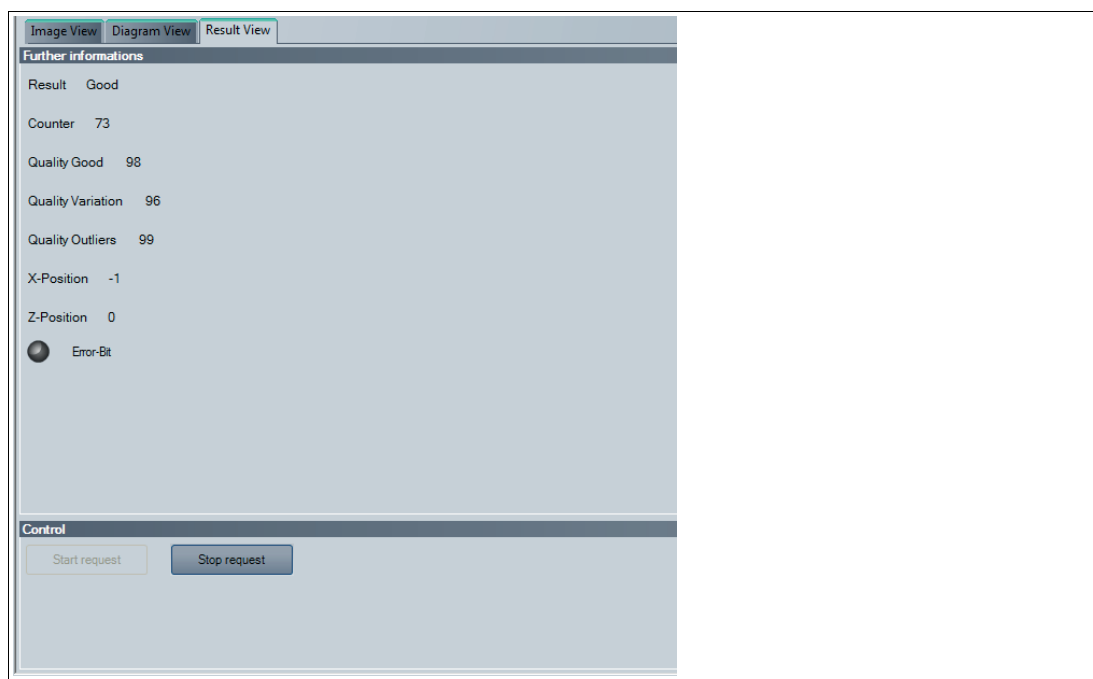 Image View Diagram View Result View
Further informations
Result Good
Counter 73
Quality Good 98
Quality Variation 96
Quality Outliers 99
X-Position -1
Z-Position 0
Error-Bit
Control
Start request Stop request